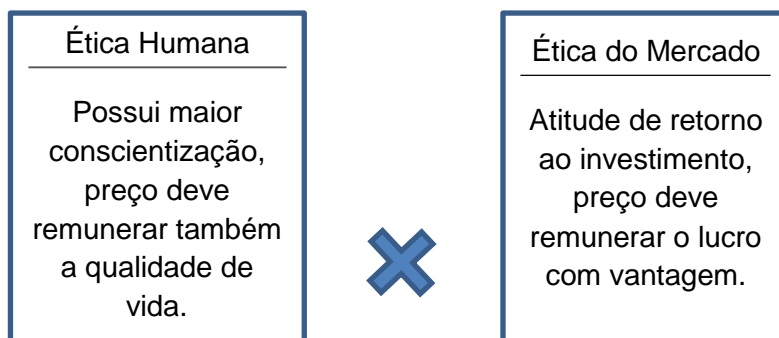 Ética Humana
Possui maior
conscientização,
preço deve
remunerar também
a qualidade de
vida.
Ética do Mercado
Atitude de retorno
ao investimento,
preço deve
remunerar o lucro
com vantagem.